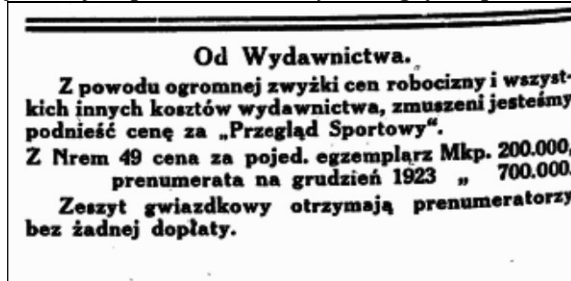 Od Wydawnictwa.
Z powodu ogromnej zwyżki cen robocizny i wszyst-
kich innych kosztów wydawnictwa, zmuszeni jesteśmy
podnieść cenę za „Przegląd Sportowy“.
Z Nrem 49 cena za pojed. egzemplarz Mkp. 200.000,
prenumerata na grudzień 1923 „ 700.000.
Zeszyt gwiazdkowy otrzymają prenumeratorzy
bez żadnej dopłaty.